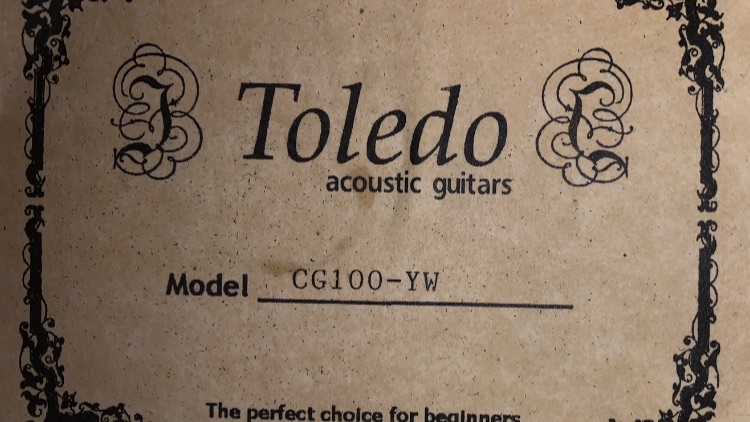 Toledo
acoustic guitars
Model CG100-YW
The perfect choice for beginners